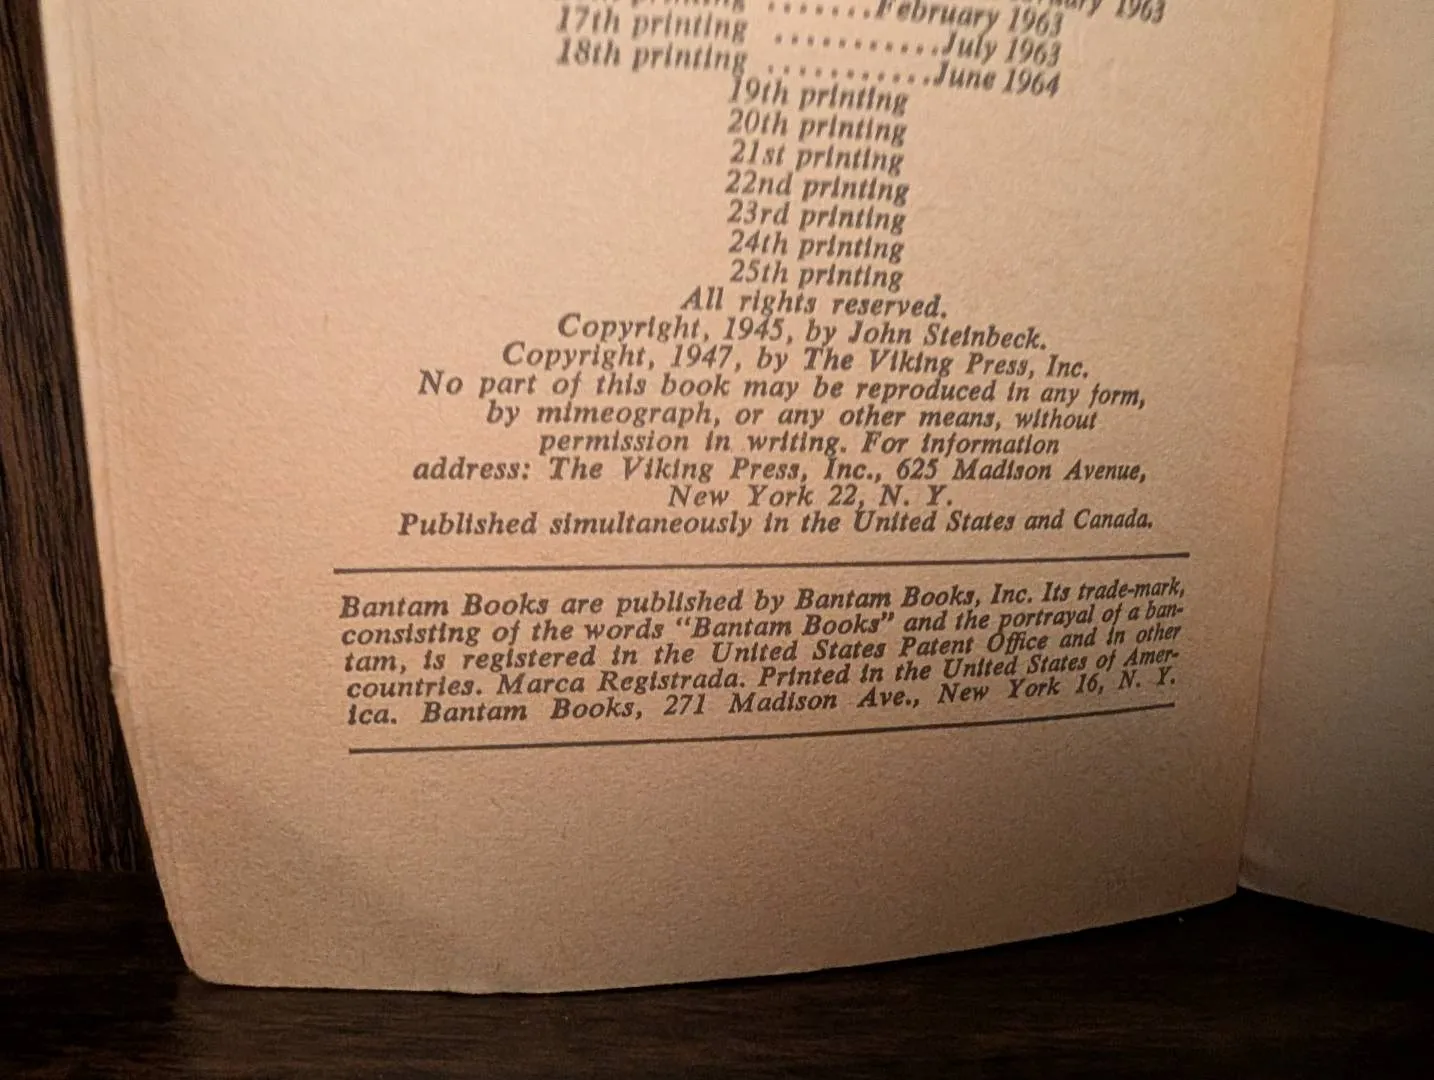 printing ........February 1963
17th printing ...........July 1963
18th printing ...........June 1964
19th printing
20th printing
21st printing
22nd printing
23rd printing
24th printing
25th printing
All rights reserved.
Copyright, 1945, by John Steinbeck.
Copyright, 1947, by The Viking Press, Inc.
No part of this book may be reproduced in any form,
by mimeograph, or any other means, without
permission in writing. For information
address: The Viking Press, Inc., 625 Madison Avenue,
New York 22, N. Y.
Published simultaneously in the United States and Canada.
Bantam Books are published by Bantam Books, Inc. Its trade-mark,
consisting of the words “Bantam Books” and the portrayal of a ban-
tam, is registered in the United States Patent Office and in other
countries. Marca Registrada. Printed in the United States of Amer-
ica. Bantam Books, 271 Madison Ave., New York 16, N. Y.